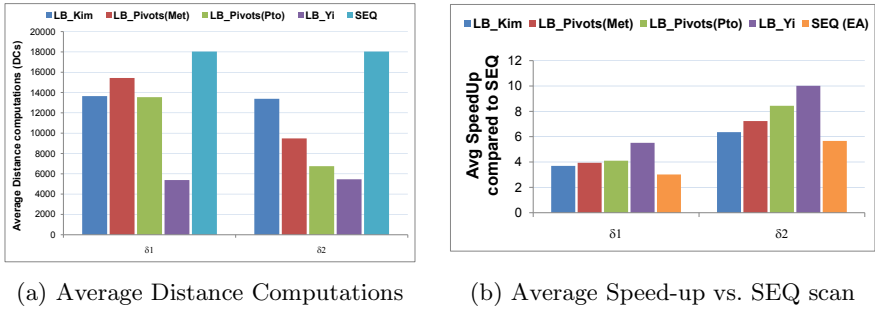 LB_Kim LB_Pivots(Met) LB_Pivots(Pto) LB_Yi SEQ
Average Distance computations (DCs)
20000
18000
16000
14000
12000
10000
8000
6000
4000
2000
0
δ1 δ2
(a) Average Distance Computations
LB_Kim LB_Pivots(Met) LB_Pivots(Pto) LB_Yi SEQ (EA)
Avg SpeedUp
compared to SEQ
12
10
8
6
4
2
0
δ1 δ2
(b) Average Speed-up vs. SEQ scan